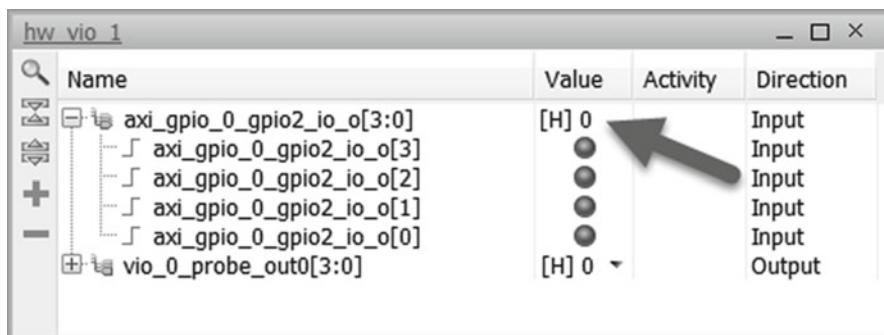 hw_vio_1
Name Value Activity Direction
axi_gpio_0_gpio2_io_o[3:0] [H] 0 Input
axi_gpio_0_gpio2_io_o[3] Input
axi_gpio_0_gpio2_io_o[2] Input
axi_gpio_0_gpio2_io_o[1] Input
axi_gpio_0_gpio2_io_o[0] Input
vio_0_probe_out0[3:0] [H] 0 Output